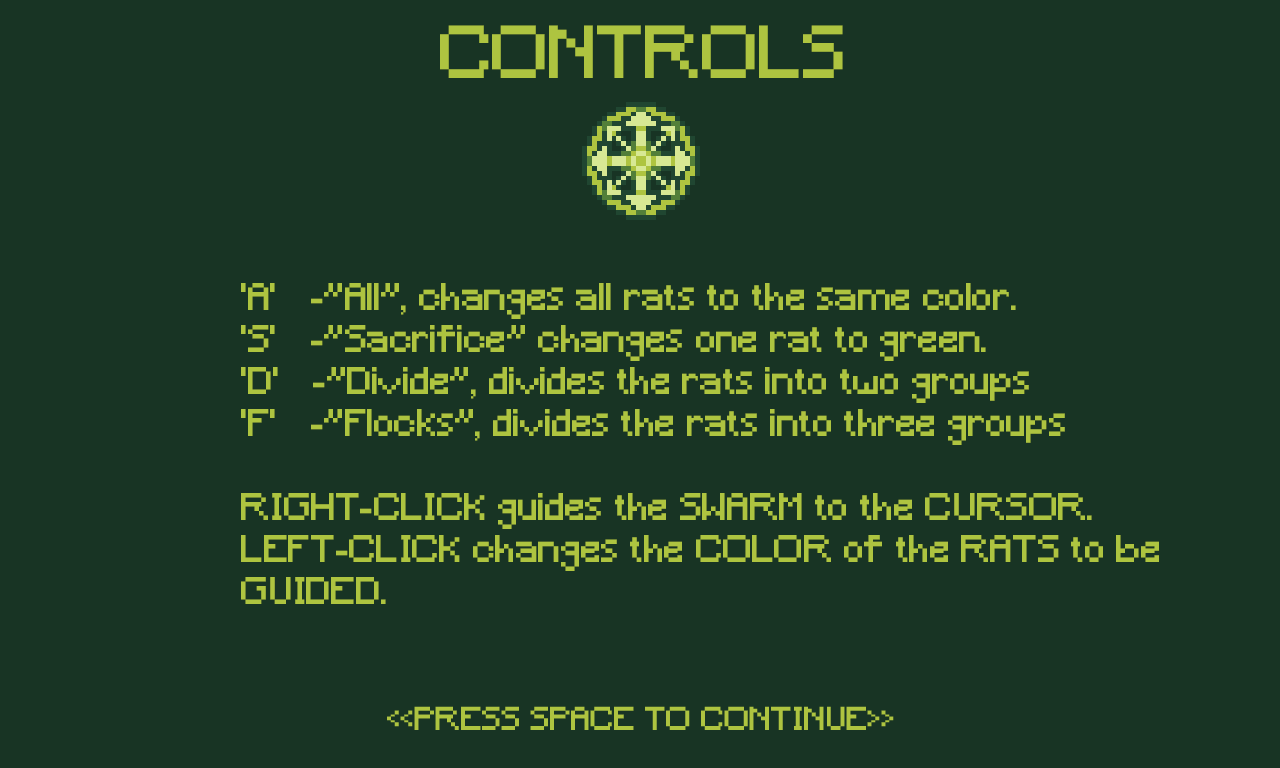 CONTROLS
'A' -"All", changes all rats to the same color.
'S' -"Sacrifice" changes one rat to green.
'D' -"Divide", divides the rats into two groups
'F' -"Flocks", divides the rats into three groups
RIGHT-CLICK guides the SWARM to the CURSOR.
LEFT-CLICK changes the COLOR of the RATS to be
GUIDED.
<<PRESS SPACE TO CONTINUE>>